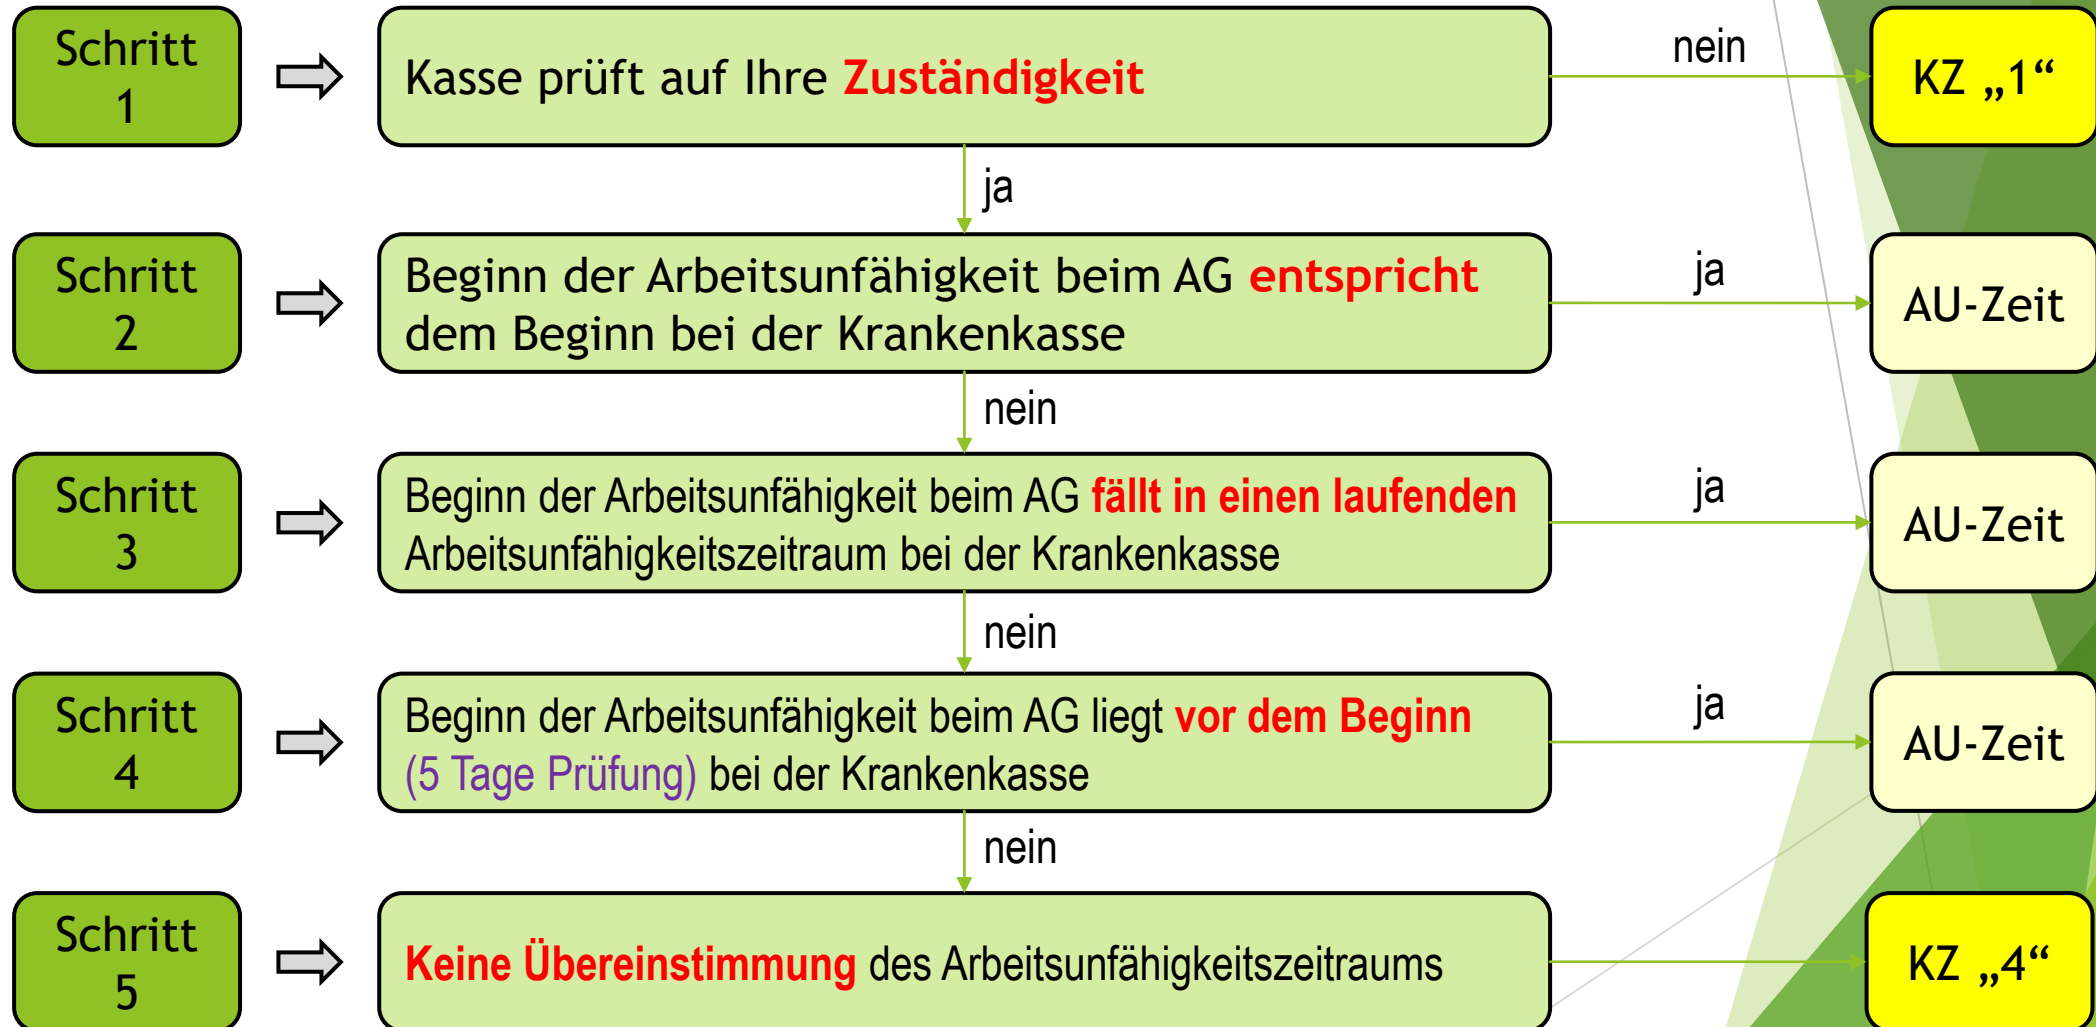 Schritt
1
Kasse prüft auf Ihre Zuständigkeit
nein
KZ „1“
ja
Schritt
2
Beginn der Arbeitsunfähigkeit beim AG entspricht
dem Beginn bei der Krankenkasse
ja
AU-Zeit
nein
Schritt
3
Beginn der Arbeitsunfähigkeit beim AG fällt in einen laufenden
Arbeitsunfähigkeitszeitraum bei der Krankenkasse
ja
AU-Zeit
nein
Schritt
4
Beginn der Arbeitsunfähigkeit beim AG liegt vor dem Beginn
(5 Tage Prüfung) bei der Krankenkasse
ja
AU-Zeit
nein
Schritt
5
Keine Übereinstimmung des Arbeitsunfähigkeitszeitraums
KZ „4“